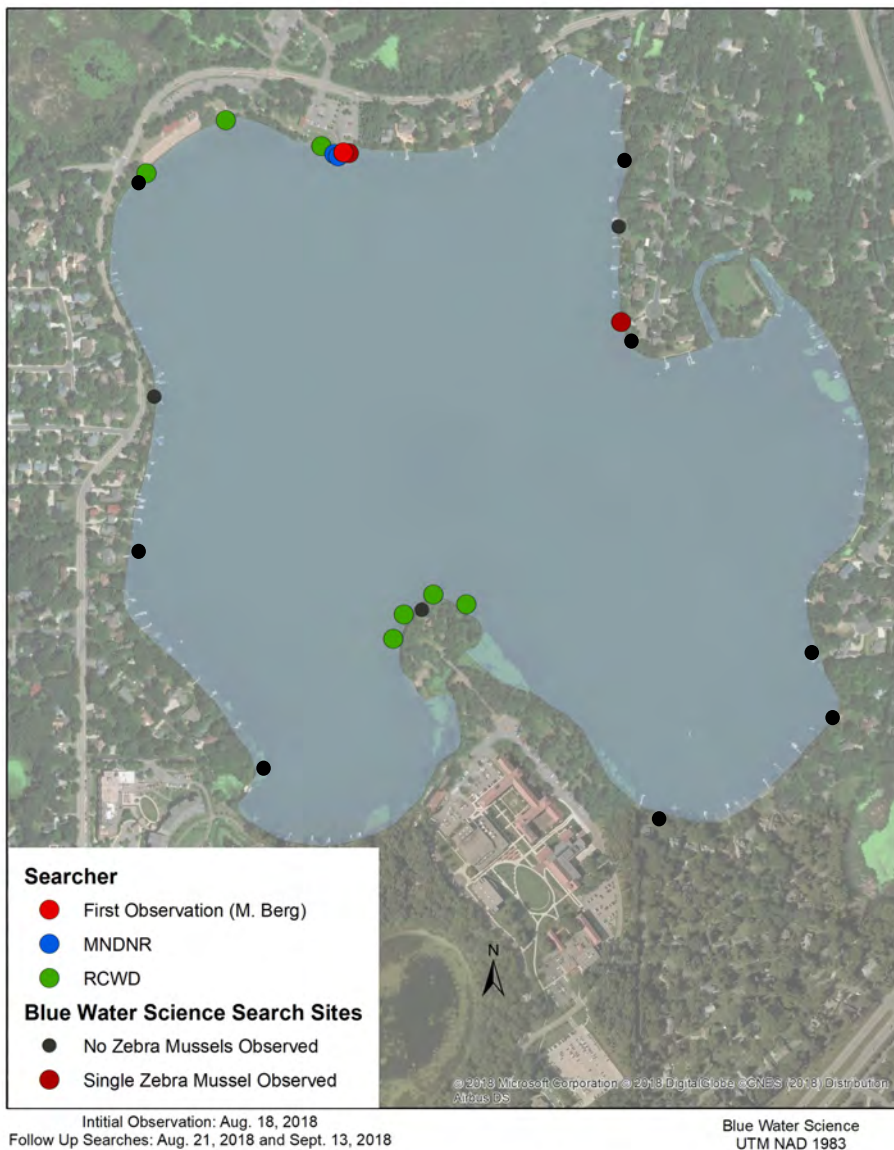 N
Searcher
First Observation (M. Berg)
MNDNR
RCWD
Blue Water Science Search Sites
No Zebra Mussels Observed
Single Zebra Mussel Observed
© 2018 Microsoft Corporation © 2018 DigitalGlobe ©CNES (2018) Distribution
Airbus DS
Intitial Observation: Aug. 18, 2018
Follow Up Searches: Aug. 21, 2018 and Sept. 13, 2018
Blue Water Science
UTM NAD 1983